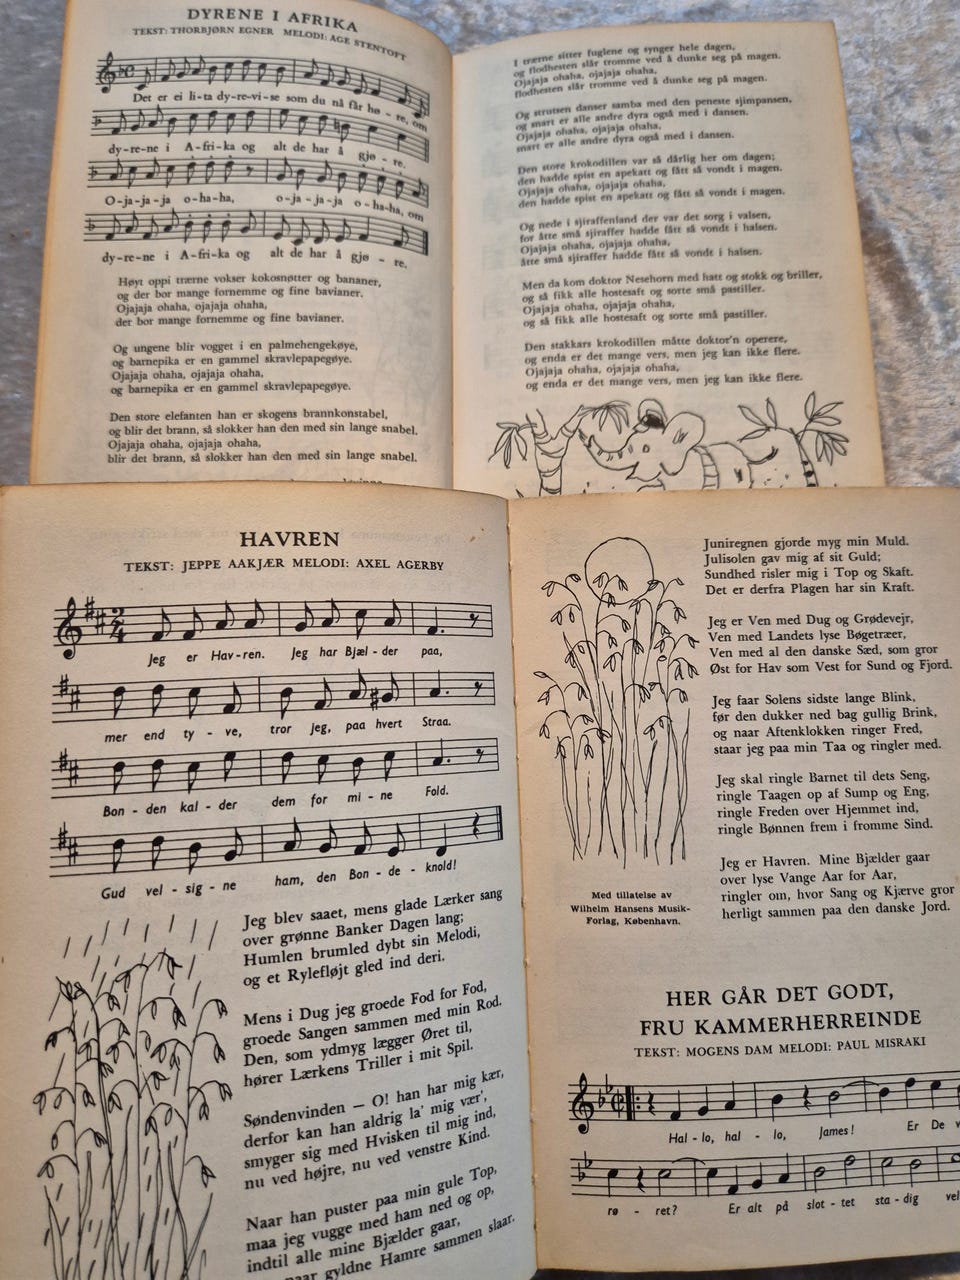 DYRENE I AFRIKA
TEKST: THORBJØRN EGNER MELODI: AGE STENTOFT
Det er ei li-ta dy-re-vi-se som du nå får hø - re, om
dy-re-ne i A-fri-ka og alt de har å gjø - re.
O-ja-ja-ja o-ha-ha, o-ja-ja-ja o-ha-ha, om
dy-re-ne i A-fri-ka og alt de har å gjø - re.
Høyt oppi trærne vokser kokosnøtter og bananer,
og der bor mange fornemme og fine bavianer.
Ojajaja ohaha, ojajaja ohaha,
der bor mange fornemme og fine bavianer.
Og ungene blir vogget i en palmehengekøye,
og barnepika er en gammel skravlepapegøye.
Ojajaja ohaha, ojajaja ohaha,
og barnepika er en gammel skravlepapegøye.
Den store elefanten han er skogens brannkonstabel,
og blir det brann, så slokker han den med sin lange snabel.
Ojajaja ohaha, ojajaja ohaha,
blir det brann, så slokker han den med sin lange snabel.
I trærne sitter fuglene og synger hele dagen,
og flodhesten slår tromme ved å dunke seg på magen.
Ojajaja ohaha, ojajaja ohaha,
flodhesten slår tromme ved å dunke seg på magen.
Og strutsen danser samba med den peneste sjimpansen,
og snart er alle andre dyra også med i dansen.
Ojajaja ohaha, ojajaja ohaha,
snart er alle andre dyra også med i dansen.
Den store krokodillen var så dårlig her om dagen;
den hadde spist en apekatt og fått så vondt i magen.
Ojajaja ohaha, ojajaja ohaha,
den hadde spist en apekatt og fått så vondt i magen.
Og nede i sjiraffenland der var det sorg i valsen,
for åtte små sjiraffer hadde fått så vondt i halsen.
Ojajaja ohaha, ojajaja ohaha,
åtte små sjiraffer hadde fått så vondt i halsen.
Men da kom doktor Nesehorn med hatt og stokk og briller,
og så fikk alle hostesaft og sorte små pastiller.
Ojajaja ohaha, ojajaja ohaha,
og så fikk alle hostesaft og sorte små pastiller.
Den stakkars krokodillen måtte doktor'n operere,
og enda er det mange vers, men jeg kan ikke flere.
Ojajaja ohaha, ojajaja ohaha,
og enda er det mange vers, men jeg kan ikke flere.
HAVREN
TEKST: JEPPE AAKJÆR MELODI: AXEL AGERBY
2/4
Jeg er Hav-ren. Jeg har Bjæl-der paa,
mer end ty - ve, tror jeg, paa hvert Straa.
Bon - den kal - der dem for mi - ne Fold.
Gud vel - sig - ne ham, den Bon - de - knold!
Jeg blev saaet, mens glade Lærker sang
over grønne Banker Dagen lang;
Humlen brumled dybt sin Melodi,
og et Rylefløjt gled ind deri.
Mens i Dug jeg groede Fod for Fod,
groede Sangen sammen med min Rod.
Den, som ydmyg lægger Øret til,
hører Lærkens Triller i mit Spil.
Søndenvinden — O! han har mig kær,
derfor kan han aldrig la' mig vær',
smyger sig med Hvisken til mig ind,
nu ved højre, nu ved venstre Kind.
Naar han puster paa min gule Top,
maa jeg vugge med ham ned og op,
indtil alle mine Bjælder gaar,
naar gyldne Hamre sammen slaar.
Juniregnen gjorde myg min Muld.
Julisolen gav mig af sit Guld;
Sundhed risler mig i Top og Skaft.
Det er derfra Plagen har sin Kraft.
Jeg er Ven med Dug og Grødevejr,
Ven med Landets lyse Bøgetræer,
Ven med al den danske Sæd, som gror
Øst for Hav som Vest for Sund og Fjord.
Jeg faar Solens sidste lange Blink,
før den dukker ned bag gullig Brink,
og naar Aftenklokken ringer Fred,
staar jeg paa min Taa og ringler med.
Jeg skal ringle Barnet til dets Seng,
ringle Taagen op af Sump og Eng,
ringle Freden over Hjemmet ind,
ringle Bønnen frem i fromme Sind.
Jeg er Havren. Mine Bjælder gaar
over lyse Vange Aar for Aar,
ringler om, hvor Sang og Kjærve gror
herligt sammen paa den danske Jord.
Med tillatelse av
Wilhelm Hansens Musik-
Forlag, København.
HER GÅR DET GODT,
FRU KAMMERHERREINDE
TEKST: MOGENS DAM MELODI: PAUL MISRAKI
Hal - lo, hal - lo, James! Er De v
rø - ret? Er alt på slot - tet sta - dig vel